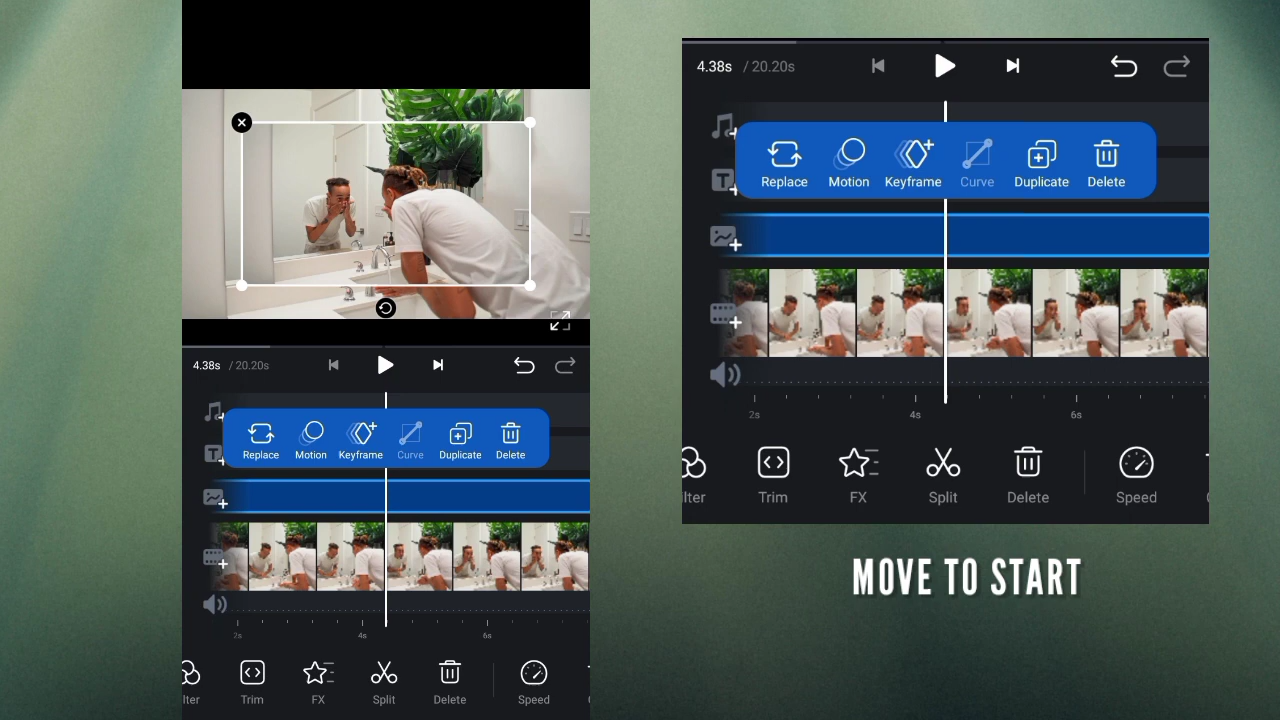 4.38s / 20.20s
Replace Motion Keyframe Curve Duplicate Delete
T
2s 4s 6s
lter Trim FX Split Delete Speed
4.38s / 20.20s
Replace Motion Keyframe Curve Duplicate Delete
T
2s 4s 6s
lter Trim FX Split Delete Speed
MOVE TO START